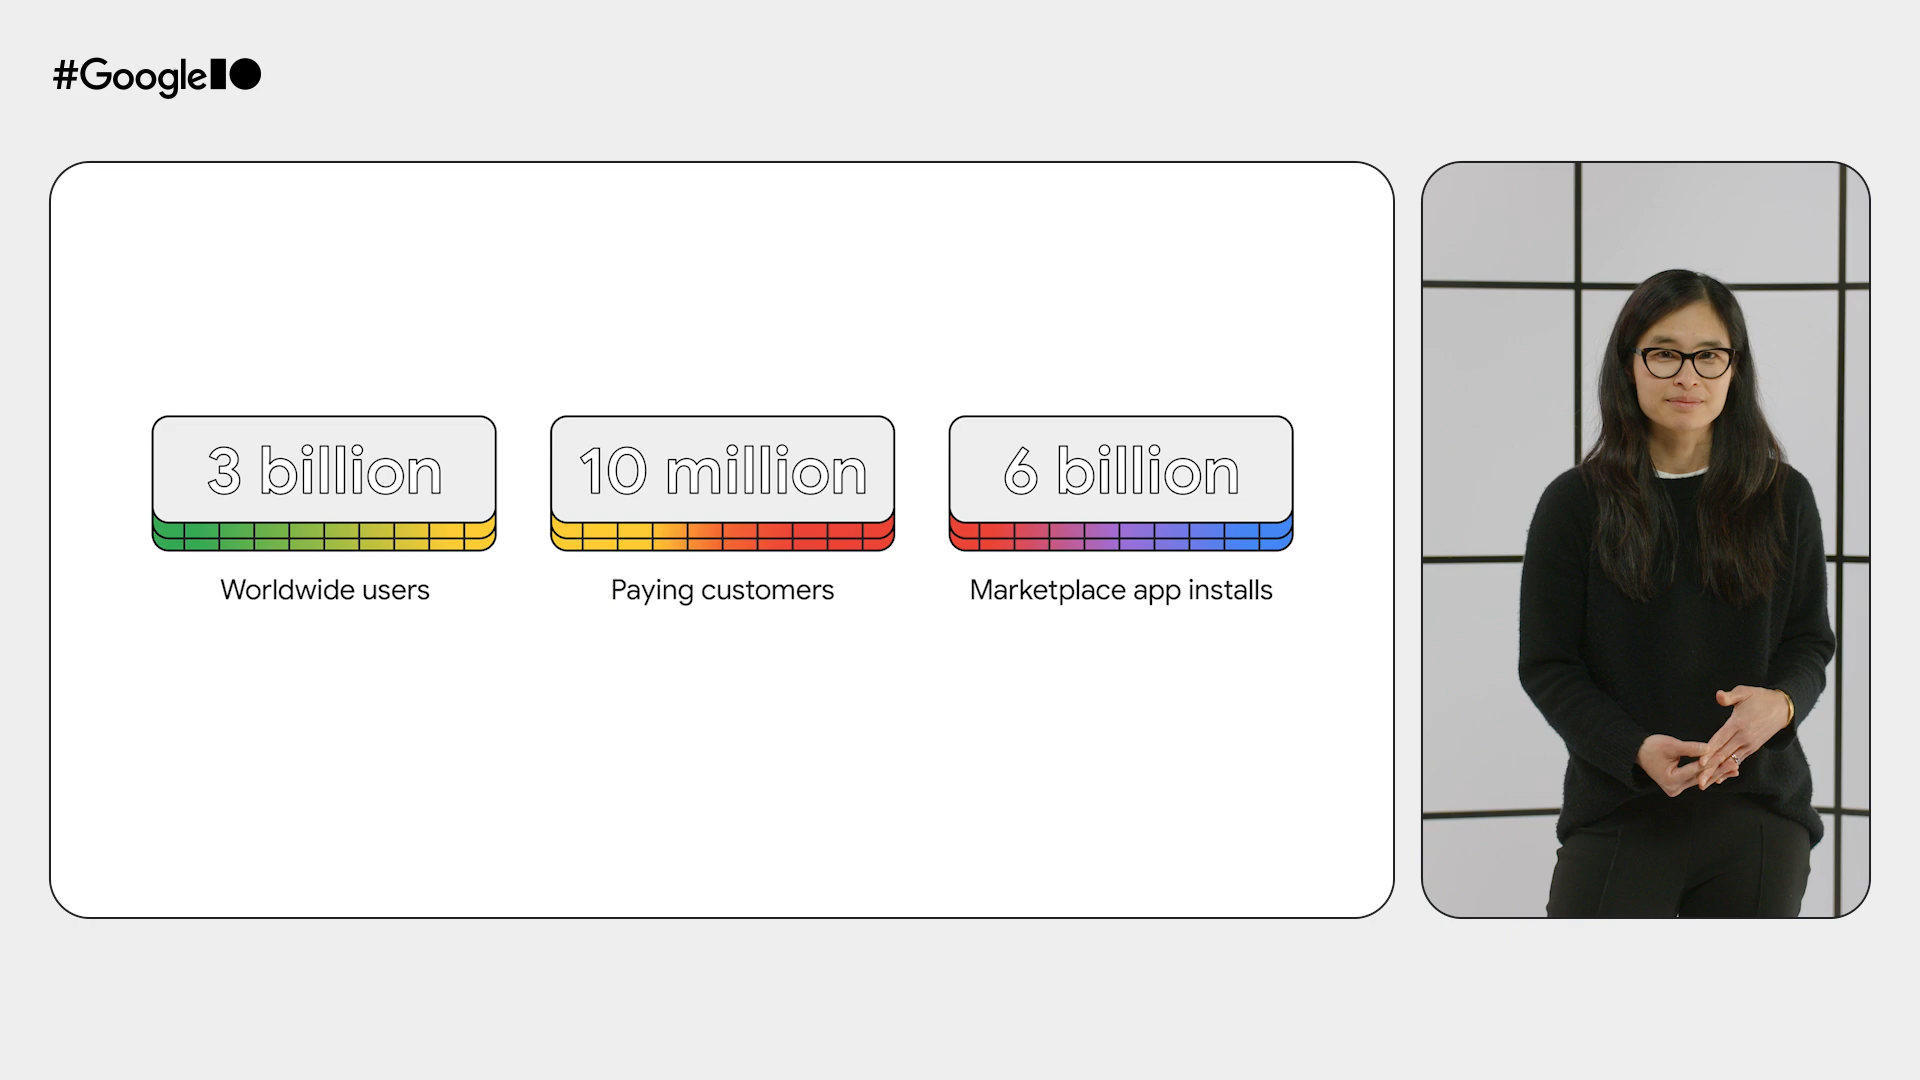 #GoogleIO
3 billion
10 million
6 billion
Worldwide users
Paying customers
Marketplace app installs